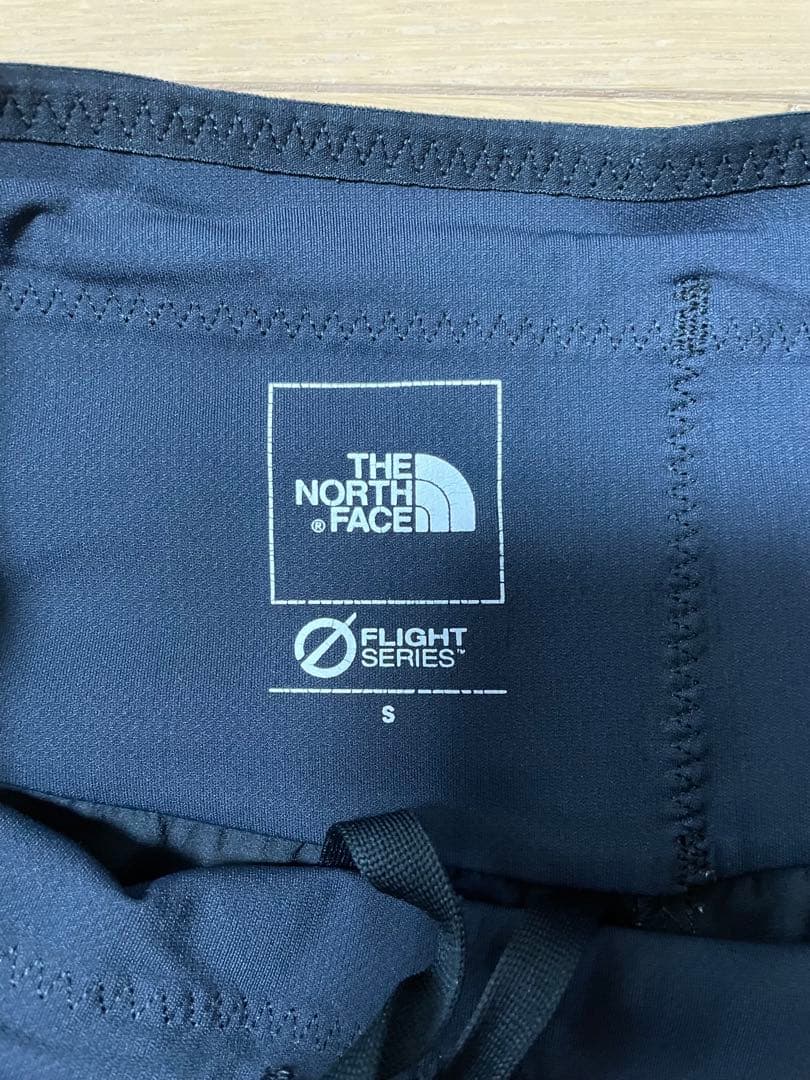 THE
NORTH
® FACE
FLIGHT
SERIES™
S